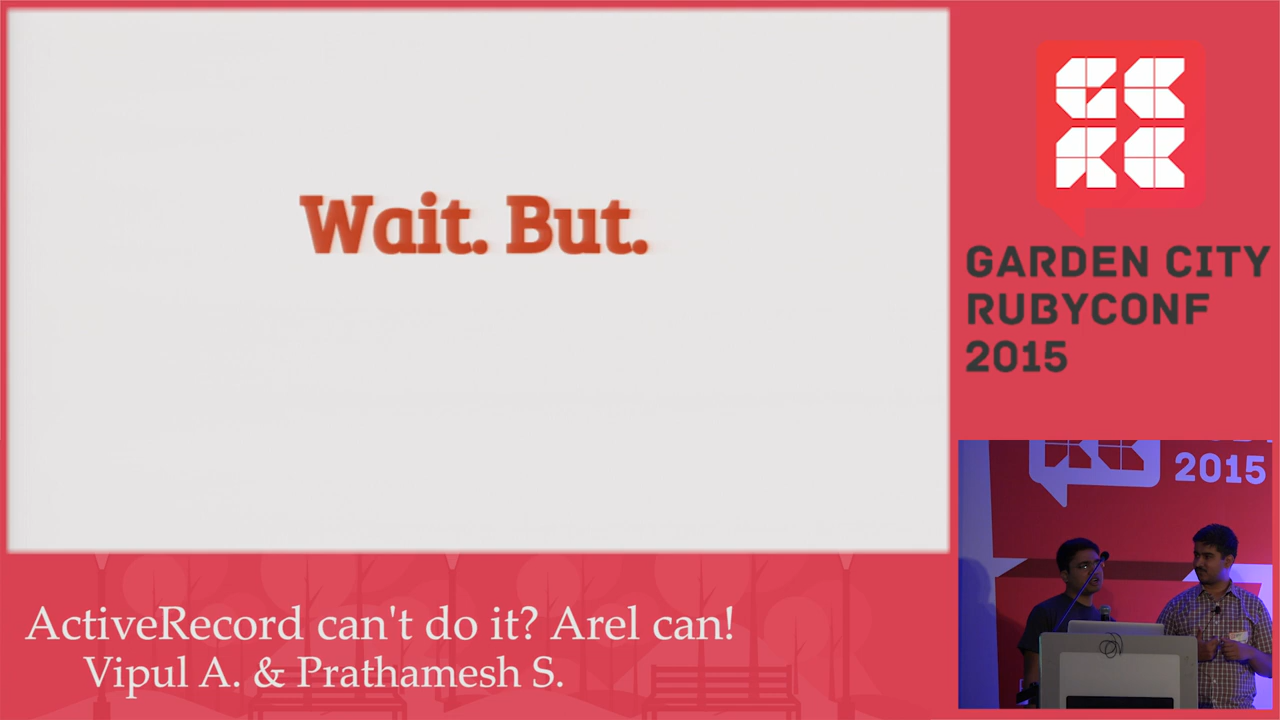 Wait. But.
GARDEN CITY
RUBYCONF
2015
2015
ActiveRecord can't do it? Arel can!
Vipul A. & Prathamesh S.